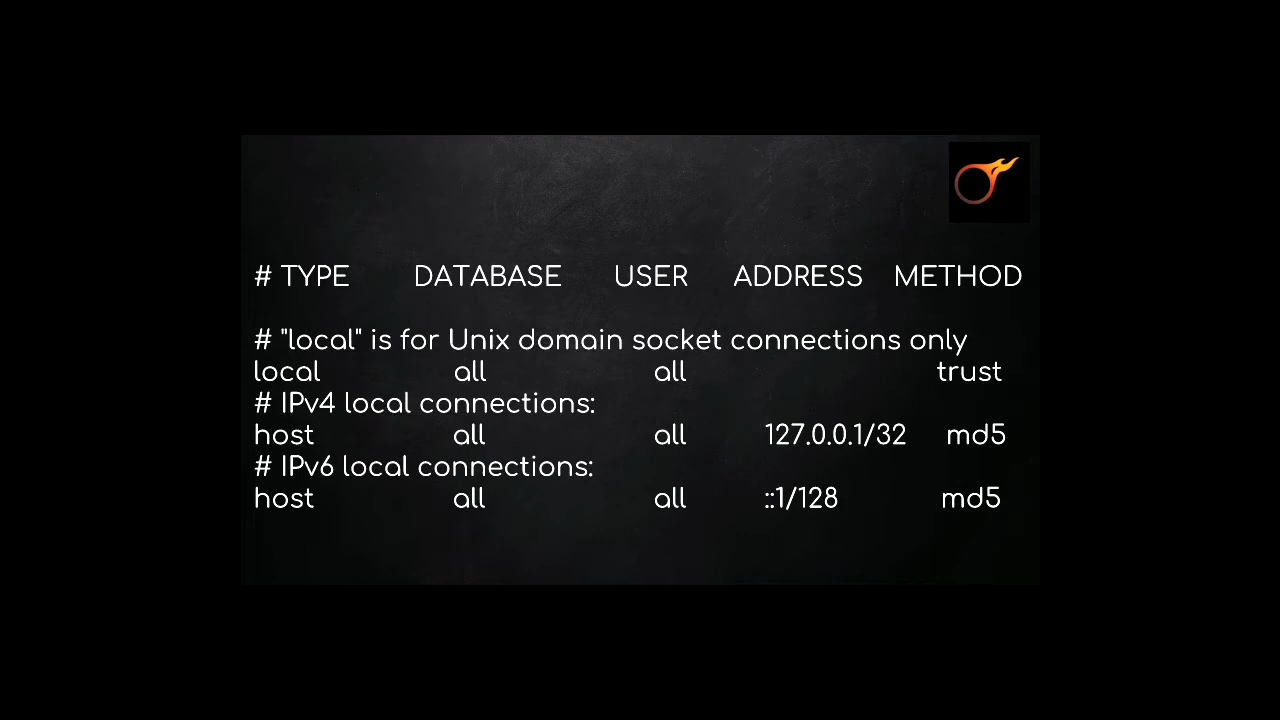 # TYPE DATABASE USER ADDRESS METHOD
# "local" is for Unix domain socket connections only
local all all trust
# IPv4 local connections:
host all all 127.0.0.1/32 md5
# IPv6 local connections:
host all all ::1/128 md5